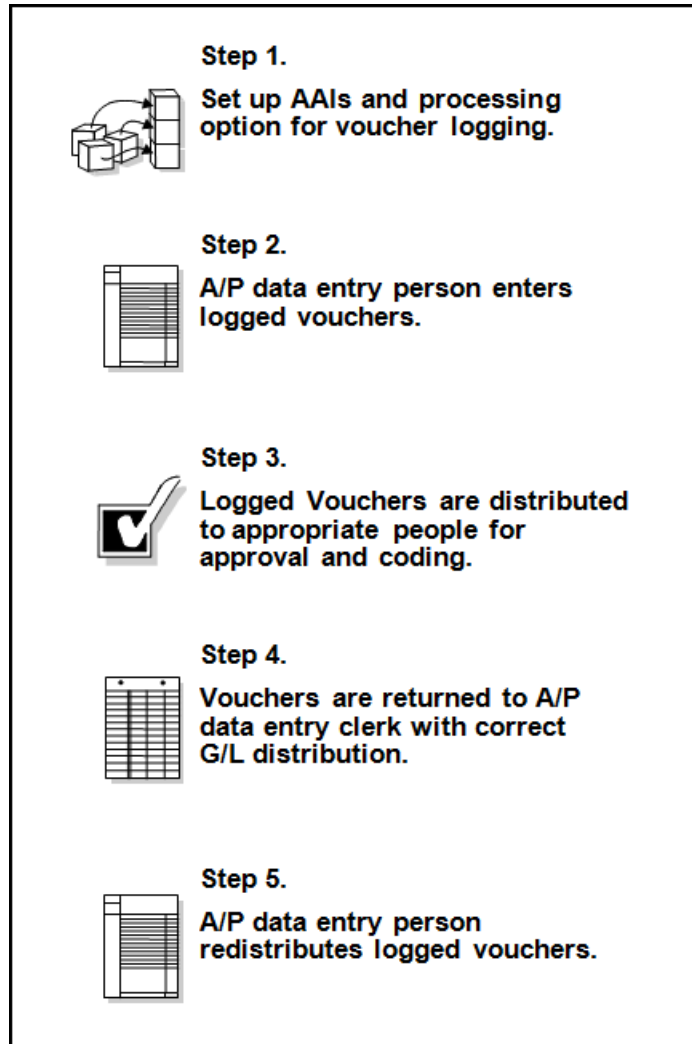 Step 1.
Set up AAIs and processing
option for voucher logging.
Step 2.
A/P data entry person enters
logged vouchers.
Step 3.
Logged Vouchers are distributed
to appropriate people for
approval and coding.
Step 4.
Vouchers are returned to A/P
data entry clerk with correct
G/L distribution.
Step 5.
A/P data entry person
redistributes logged vouchers.